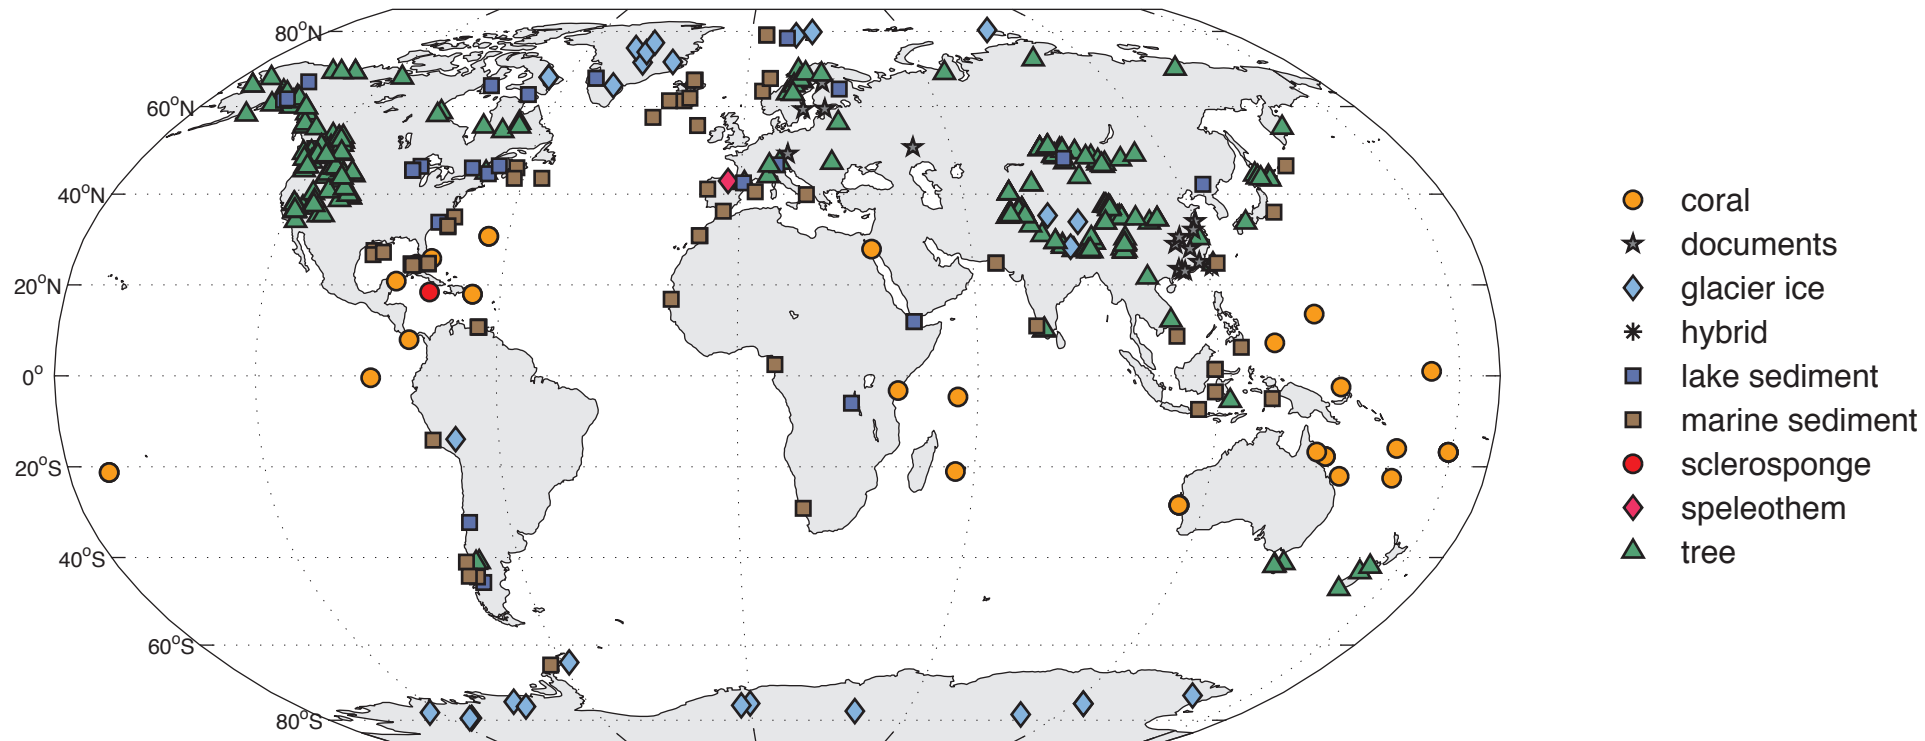 80°N
60°N
40°N
20°N
0°
20°S
40°S
60°S
80°S
coral
documents
glacier ice
hybrid
lake sediment
marine sediment
sclerosponge
speleothem
tree